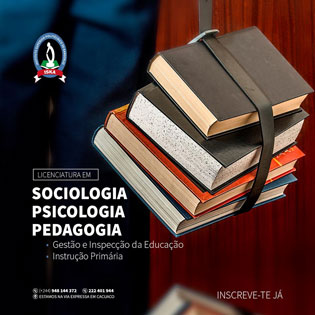 ISKA
LICENCIATURA EM
SOCIOLOGIA
PSICOLOGIA
PEDAGOGIA
• Gestão e Inspecção da Educação
• Instrução Primária
(+244) 948 144 372 222 401 944
ESTAMOS NA VIA EXPRESSA EM CACUACO
INSCREVE-TE JÁ